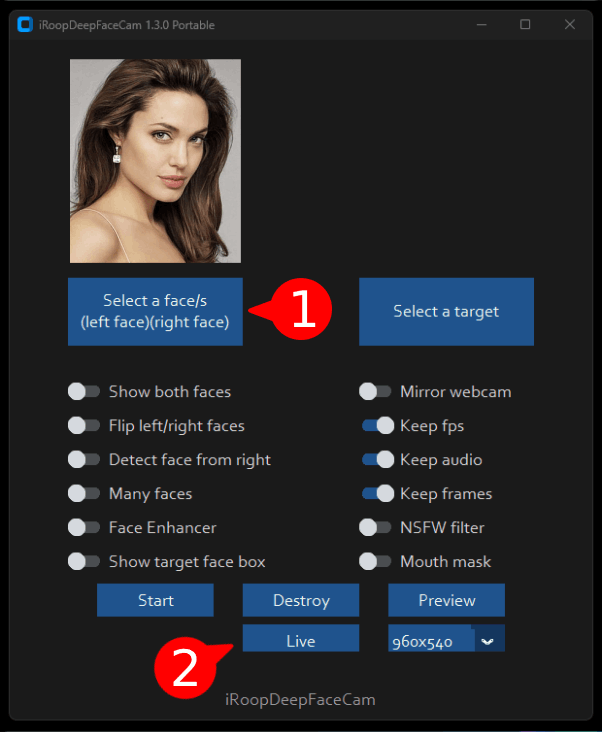 iRoopDeepFaceCam 1.3.0 Portable
Select a face/s
(left face)(right face)
1
Select a target
Show both faces
Mirror webcam
Flip left/right faces
Keep fps
Detect face from right
Keep audio
Many faces
Keep frames
Face Enhancer
NSFW filter
Show target face box
Mouth mask
Start
Destroy
Preview
2
Live
960x540
iRoopDeepFaceCam